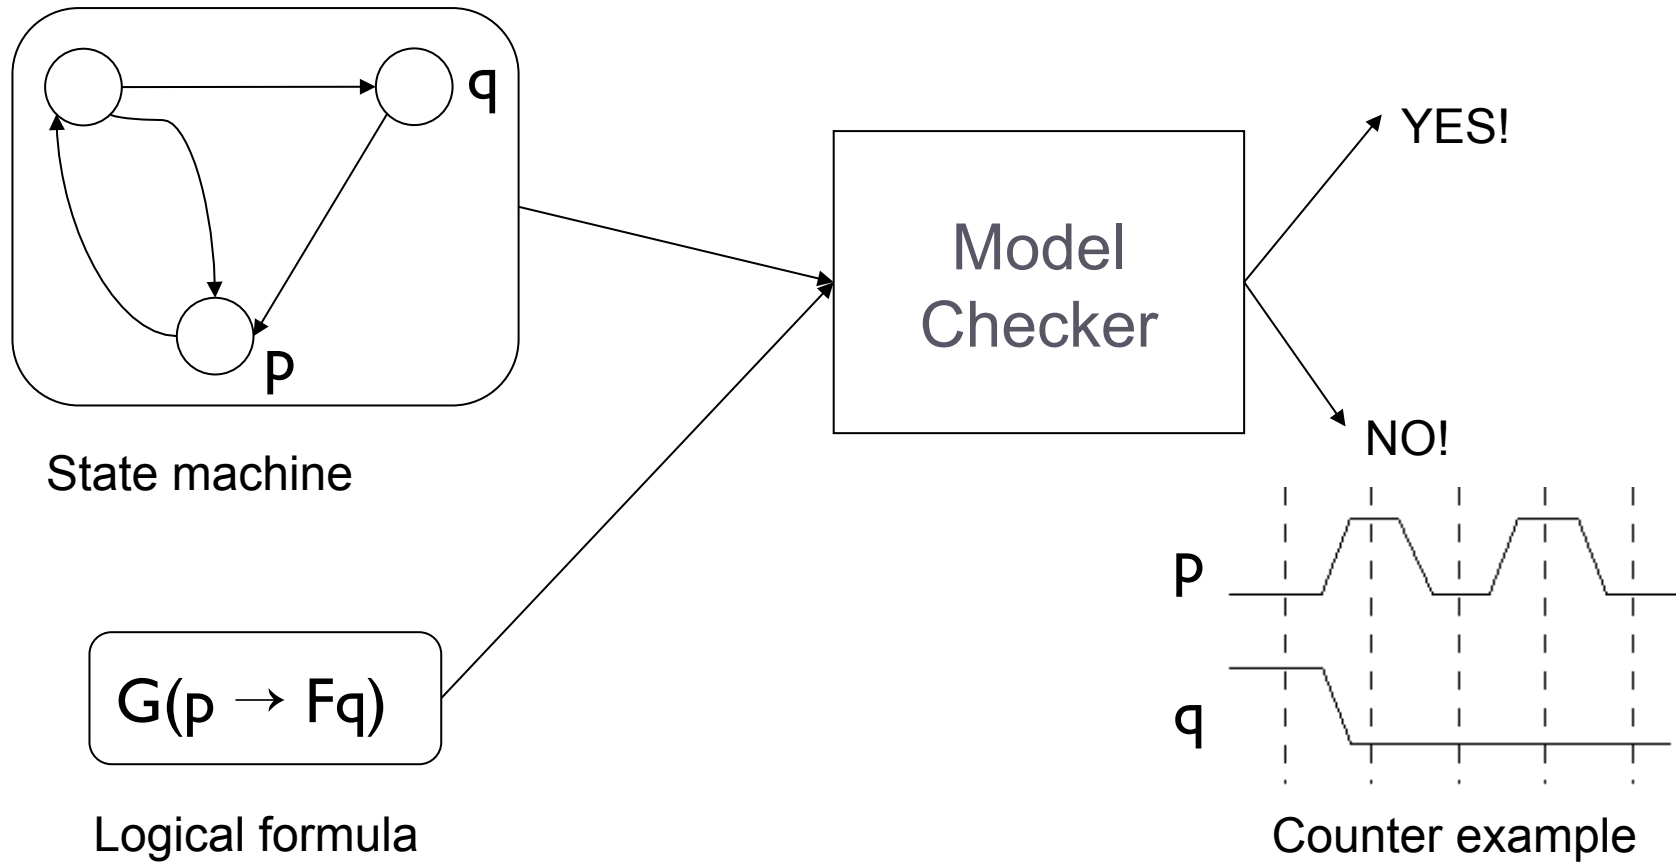 q
p
State machine
G(p → Fq)
Logical formula
Model
Checker
YES!
NO!
p
q
Counter example